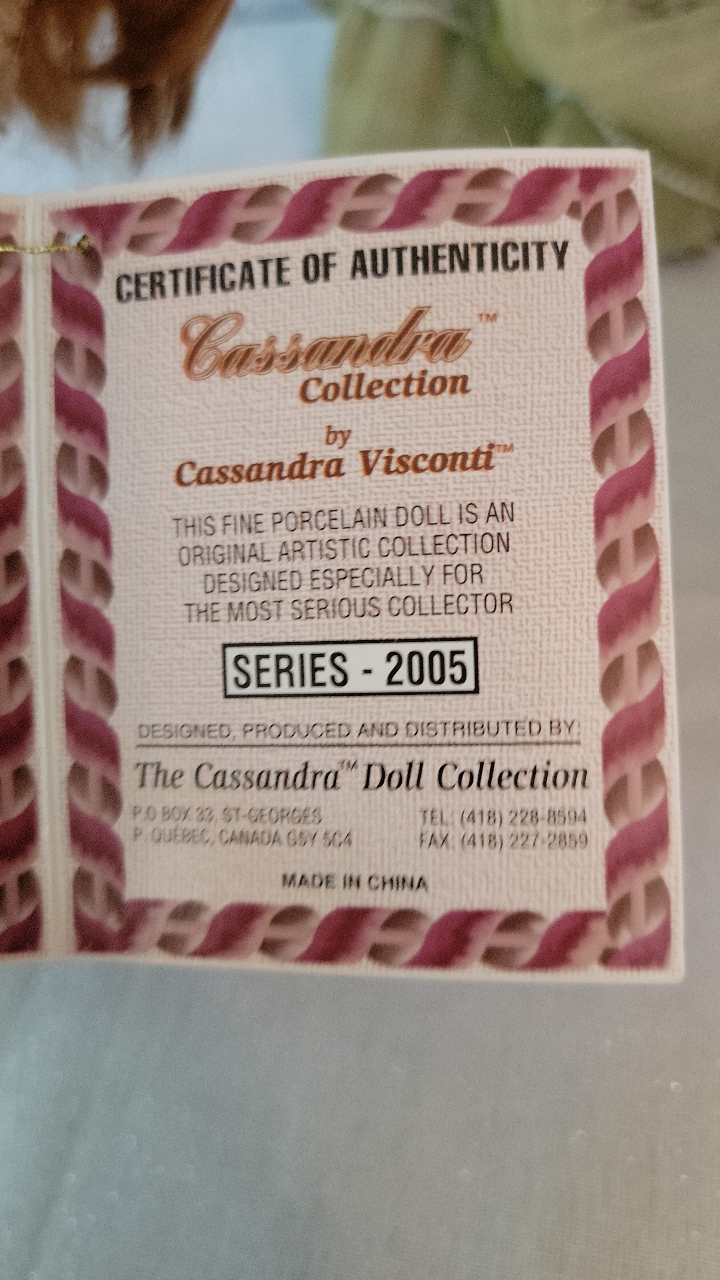 CERTIFICATE OF AUTHENTICITY
Cassandra™
Collection
by
Cassandra Visconti™
THIS FINE PORCELAIN DOLL IS AN
ORIGINAL ARTISTIC COLLECTION
DESIGNED ESPECIALLY FOR
THE MOST SERIOUS COLLECTOR
SERIES - 2005
DESIGNED, PRODUCED AND DISTRIBUTED BY:
The Cassandra™ Doll Collection
P.O BOX 33, ST-GEORGES TEL: (418) 228-8594
P. QUÉBEC, CANADA G5Y 5C4 FAX: (418) 227-2859
MADE IN CHINA